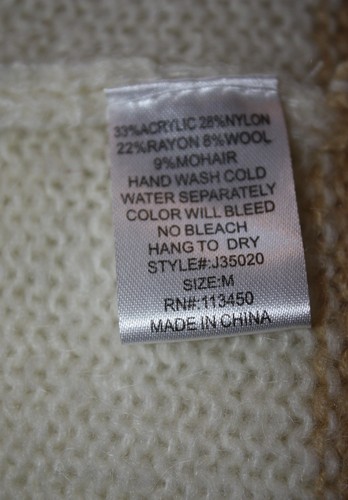 33%ACRYLIC 28%NYLON
22%RAYON 8%WOOL
9%MOHAIR
HAND WASH COLD
WATER SEPARATELY
COLOR WILL BLEED
NO BLEACH
HANG TO DRY
STYLE#:J35020
SIZE:M
RN#:113450
MADE IN CHINA